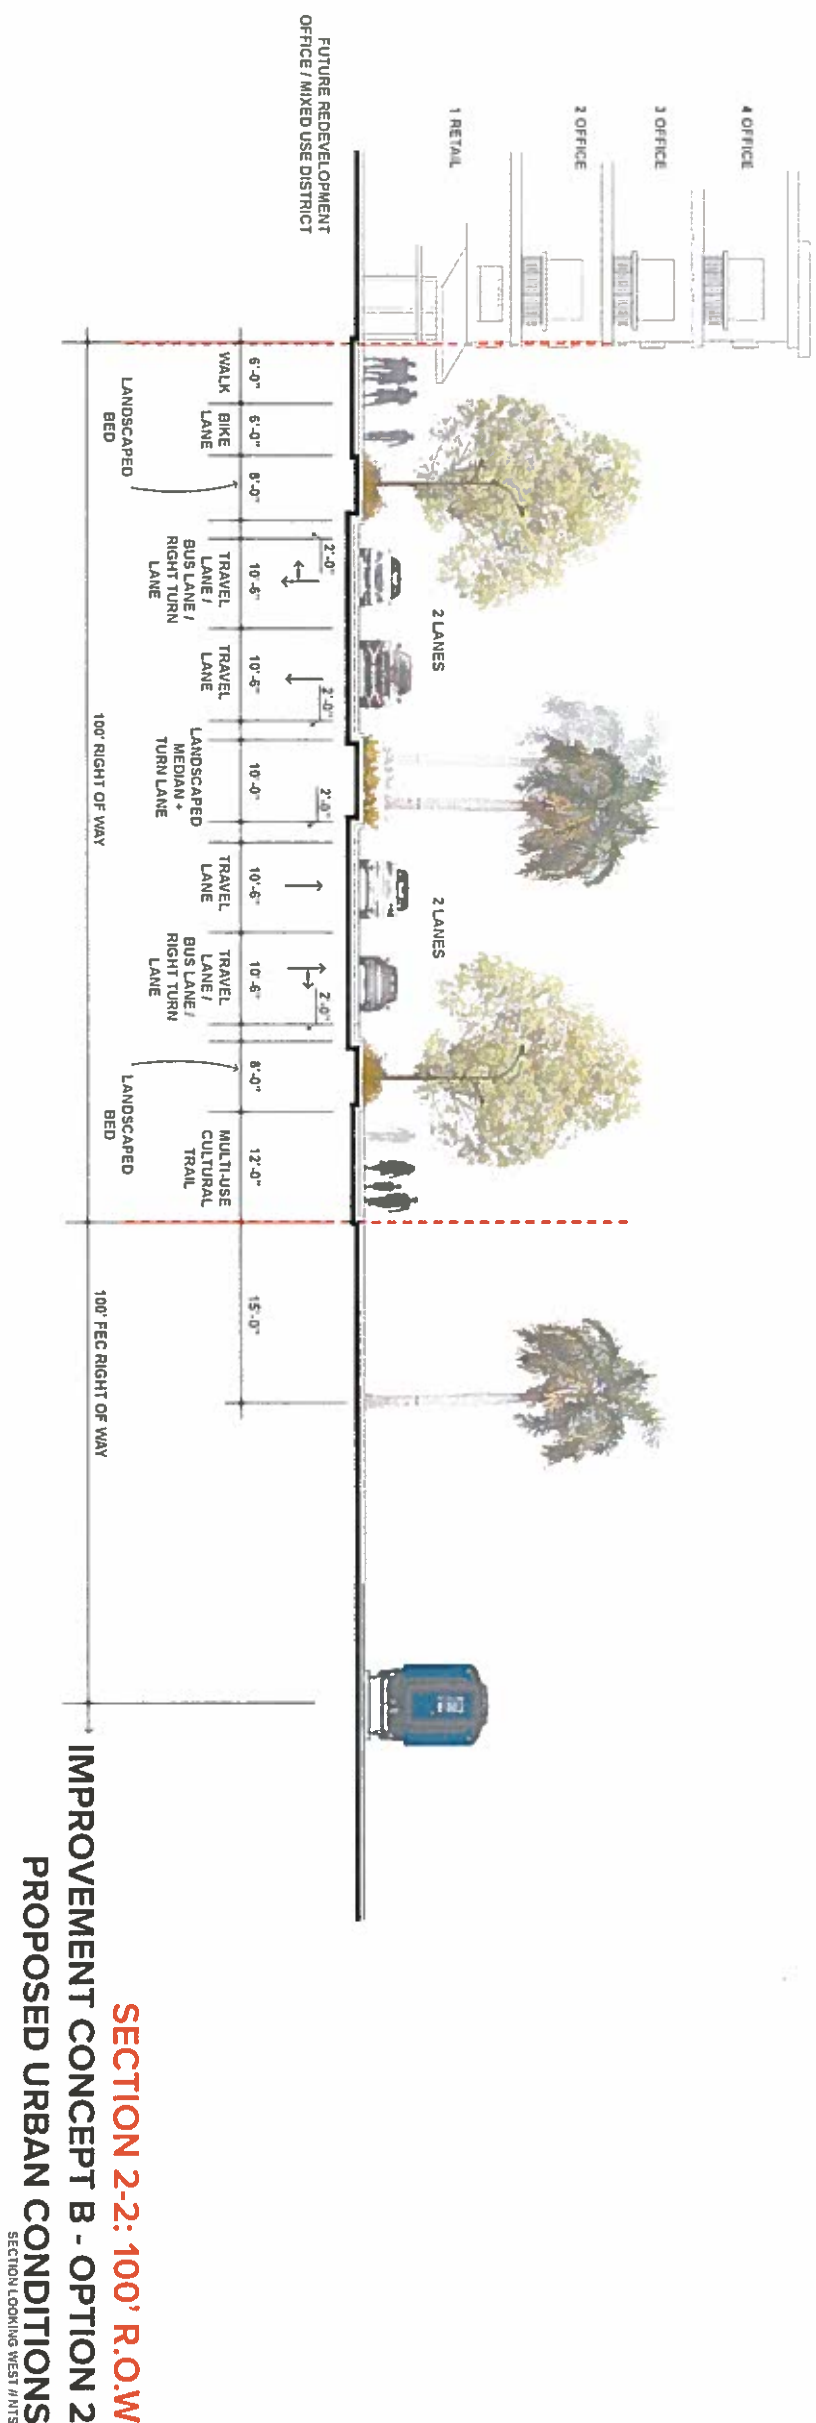 4 OFFICE
3 OFFICE
2 OFFICE
1 RETAIL
FUTURE REDEVELOPMENT
OFFICE / MIXED USE DISTRICT
2 LANES
2 LANES
2'-0"
2'-0"
2'-0"
2'-0"
6'-0"
WALK
6'-0"
BIKE
LANE
8'-0"
LANDSCAPED
BED
10'-6"
TRAVEL
LANE /
BUS LANE /
RIGHT TURN
LANE
10'-6"
TRAVEL
LANE
10'-0"
LANDSCAPED
MEDIAN +
TURN LANE
10'-6"
TRAVEL
LANE
10'-6"
TRAVEL
LANE /
BUS LANE /
RIGHT TURN
LANE
8'-0"
LANDSCAPED
BED
12'-0"
MULTI-USE
CULTURAL
TRAIL
15'-0"
100' RIGHT OF WAY
100' FEC RIGHT OF WAY
SECTION 2-2: 100' R.O.W
IMPROVEMENT CONCEPT B - OPTION 2
PROPOSED URBAN CONDITIONS
SECTION LOOKING WEST // NTS